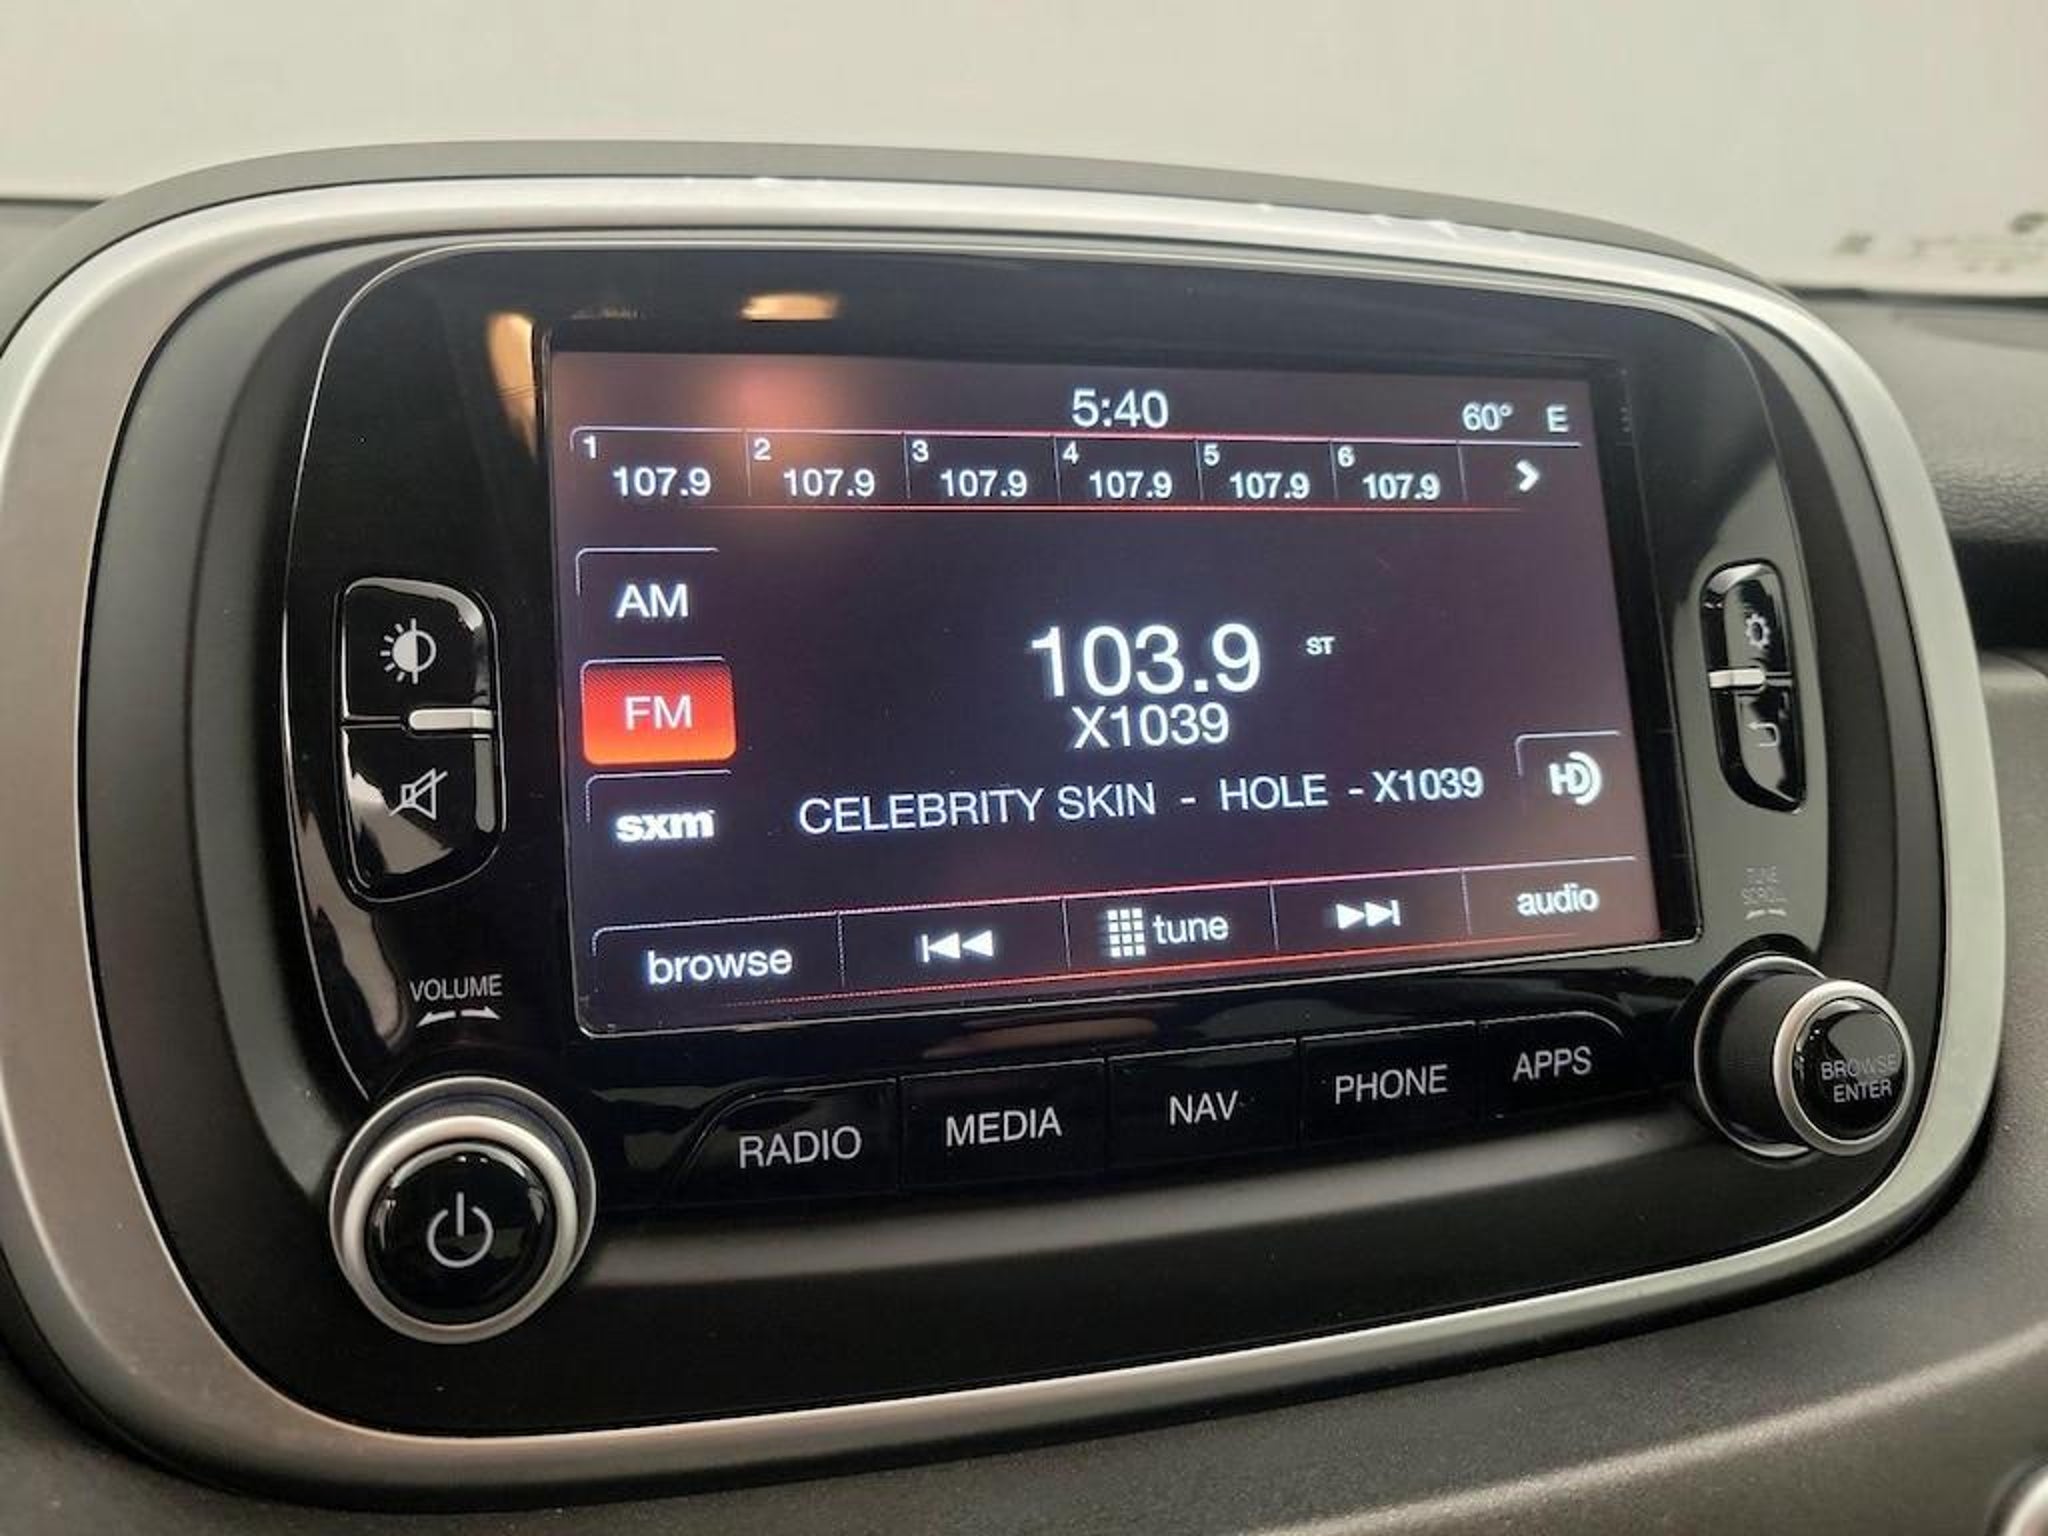 5:40 60° E
1 107.9 2 107.9 3 107.9 4 107.9 5 107.9 6 107.9
AM
103.9 ST
FM
X1039
HD
sxm CELEBRITY SKIN - HOLE - X1039
TUNE
SCROLL
browse tune audio
VOLUME
RADIO MEDIA NAV PHONE APPS
BROWSE
ENTER